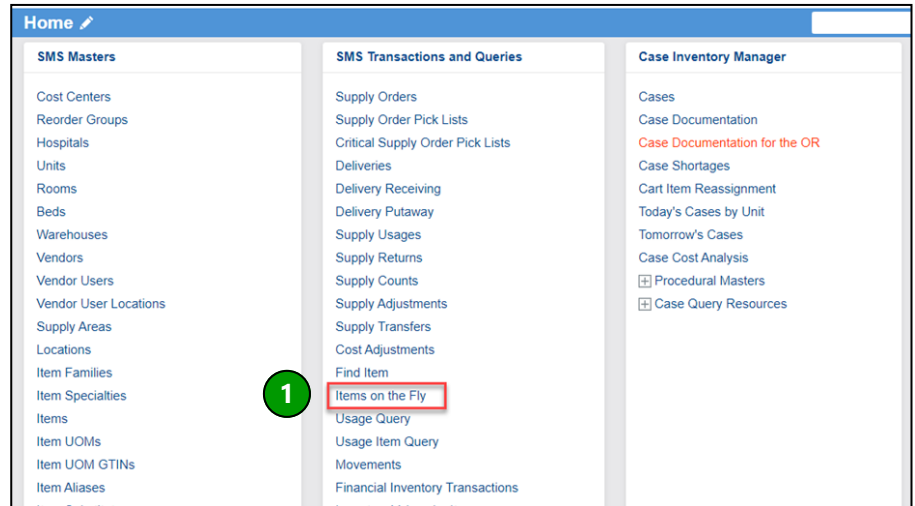 Home
SMS Masters
Cost Centers
Reorder Groups
Hospitals
Units
Rooms
Beds
Warehouses
Vendors
Vendor Users
Vendor User Locations
Supply Areas
Locations
Item Families
Item Specialties
Items
Item UOMs
Item UOM GTINs
Item Aliases
SMS Transactions and Queries
Supply Orders
Supply Order Pick Lists
Critical Supply Order Pick Lists
Deliveries
Delivery Receiving
Delivery Putaway
Supply Usages
Supply Returns
Supply Counts
Supply Adjustments
Supply Transfers
Cost Adjustments
Find Item
1
Items on the Fly
Usage Query
Usage Item Query
Movements
Financial Inventory Transactions
Case Inventory Manager
Cases
Case Documentation
Case Documentation for the OR
Case Shortages
Cart Item Reassignment
Today's Cases by Unit
Tomorrow's Cases
Case Cost Analysis
Procedural Masters
Case Query Resources